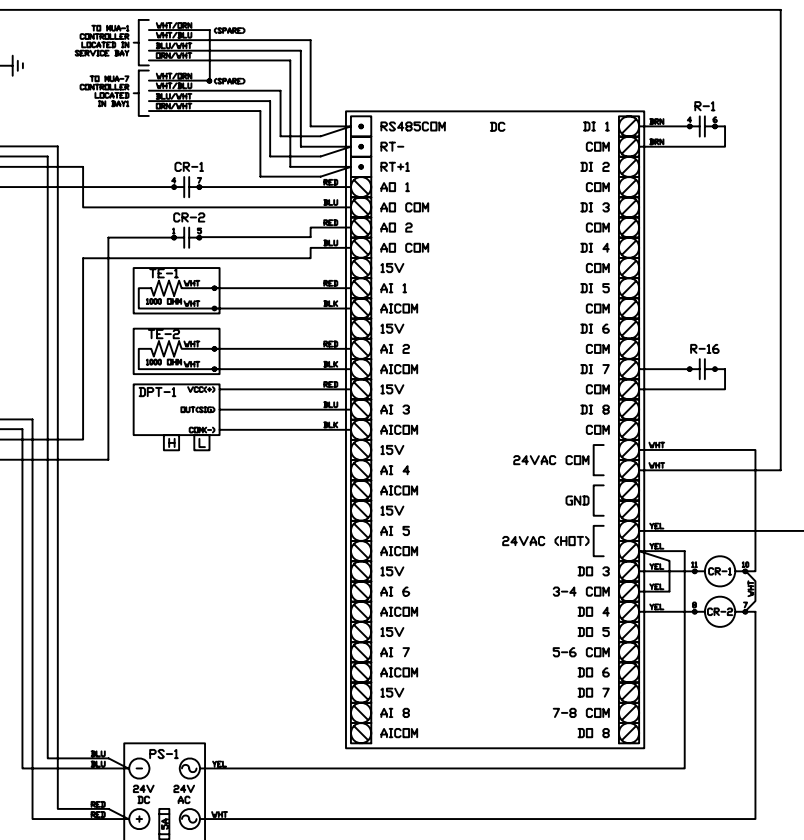 TO MUA-1
CONTROLLER
LOCATED IN
SERVICE BAY
WHT/ORN
WHT/BLU
BLU/WHT
ORN/WHT
(SPARE)
TO MUA-7
CONTROLLER
LOCATED
IN BAY1
WHT/ORN
WHT/BLU
BLU/WHT
ORN/WHT
(SPARE)
CR-1
4 7
RED
BLU
CR-2
1 5
RED
BLU
TE-1
WHT
1000 OHM WHT
RED
BLK
TE-2
WHT
1000 OHM WHT
RED
BLK
DPT-1 VCC(+)
OUT(SIG)
COM(-)
H L
RED
BLU
BLK
DC
RS485COM
RT-
RT+1
AO 1
AO COM
AO 2
AO COM
15V
AI 1
AICOM
15V
AI 2
AICOM
15V
AI 3
AICOM
15V
AI 4
AICOM
15V
AI 5
AICOM
15V
AI 6
AICOM
15V
AI 7
AICOM
15V
AI 8
AICOM
DI 1
COM
DI 2
COM
DI 3
COM
DI 4
COM
DI 5
COM
DI 6
COM
DI 7
COM
DI 8
COM
24VAC COM
GND
24VAC (HOT)
DO 3
3-4 COM
DO 4
DO 5
5-6 COM
DO 6
DO 7
7-8 COM
DO 8
R-1
BRN 4 6
BRN
R-16
WHT
WHT
YEL
YEL
YEL 11 CR-1 10
YEL
WHT
YEL 8 CR-2 7
PS-1
BLU
BLU
-
YEL
24V
DC
24V
AC
RED
RED
+
5A
WHT